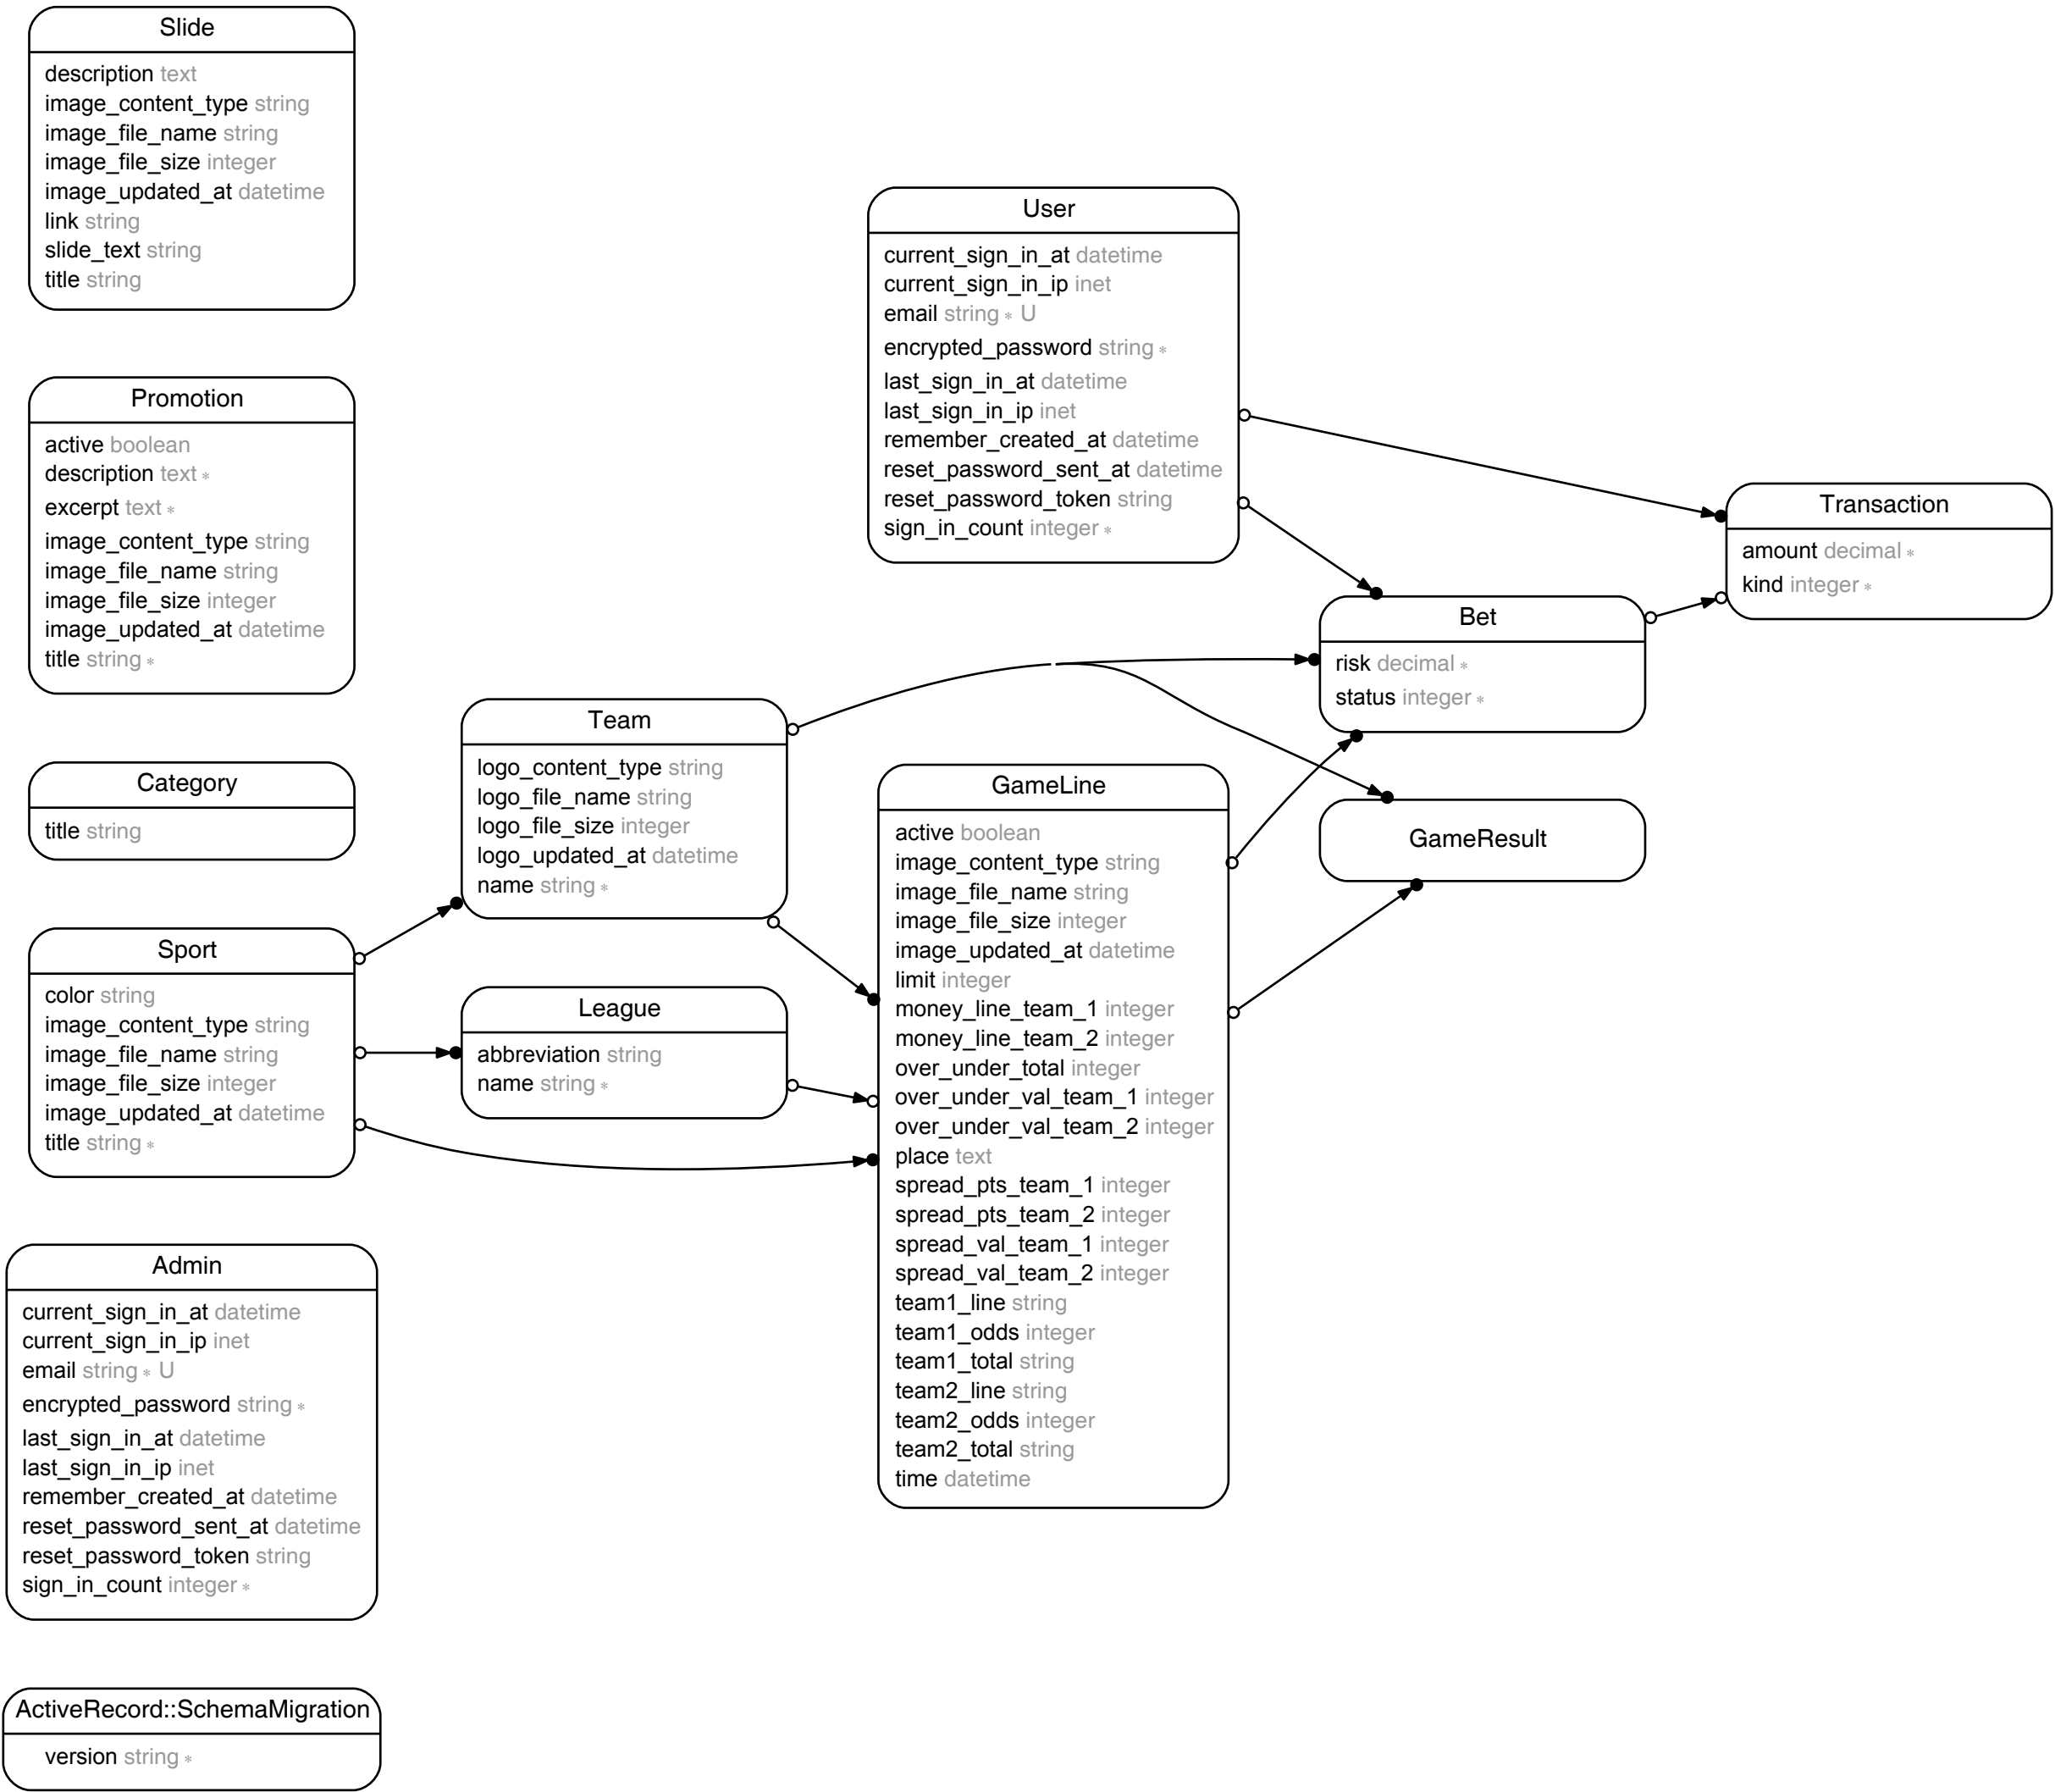 Slide
description text
image_content_type string
image_file_name string
image_file_size integer
image_updated_at datetime
link string
slide_text string
title string
Promotion
active boolean
description text *
excerpt text *
image_content_type string
image_file_name string
image_file_size integer
image_updated_at datetime
title string *
Category
title string
Sport
color string
image_content_type string
image_file_name string
image_file_size integer
image_updated_at datetime
title string *
Admin
current_sign_in_at datetime
current_sign_in_ip inet
email string * U
encrypted_password string *
last_sign_in_at datetime
last_sign_in_ip inet
remember_created_at datetime
reset_password_sent_at datetime
reset_password_token string
sign_in_count integer *
ActiveRecord::SchemaMigration
version string *
Team
logo_content_type string
logo_file_name string
logo_file_size integer
logo_updated_at datetime
name string *
League
abbreviation string
name string *
User
current_sign_in_at datetime
current_sign_in_ip inet
email string * U
encrypted_password string *
last_sign_in_at datetime
last_sign_in_ip inet
remember_created_at datetime
reset_password_sent_at datetime
reset_password_token string
sign_in_count integer *
GameLine
active boolean
image_content_type string
image_file_name string
image_file_size integer
image_updated_at datetime
limit integer
money_line_team_1 integer
money_line_team_2 integer
over_under_total integer
over_under_val_team_1 integer
over_under_val_team_2 integer
place text
spread_pts_team_1 integer
spread_pts_team_2 integer
spread_val_team_1 integer
spread_val_team_2 integer
team1_line string
team1_odds integer
team1_total string
team2_line string
team2_odds integer
team2_total string
time datetime
Bet
risk decimal *
status integer *
GameResult
Transaction
amount decimal *
kind integer *